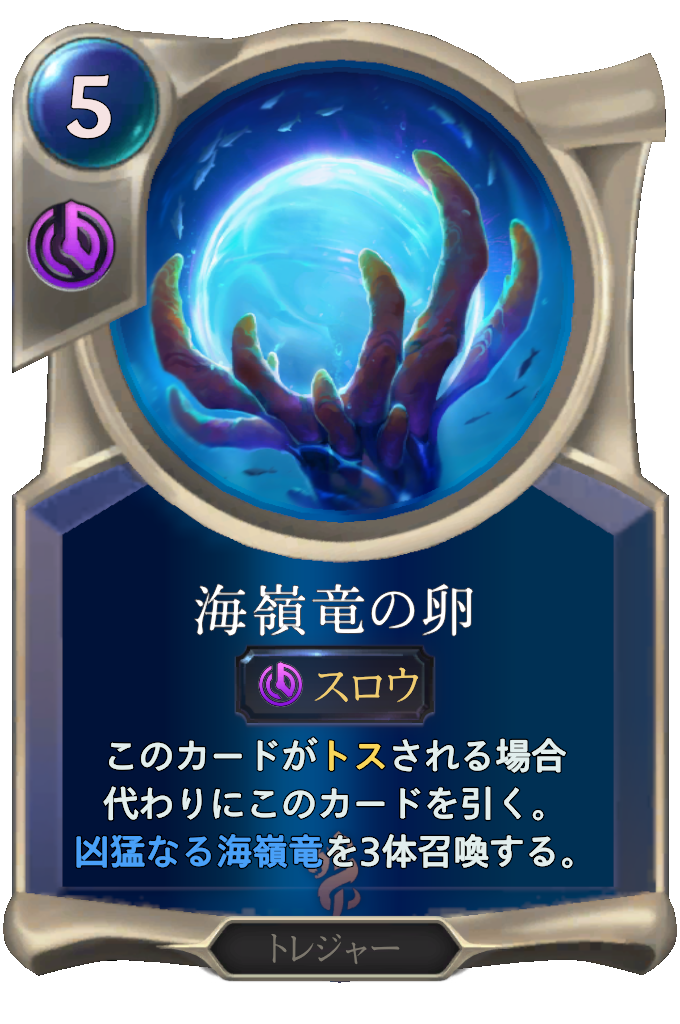 5
海嶺竜の卵
スロウ
このカードがトスされる場合
代わりにこのカードを引く。
凶猛なる海嶺竜を3体召喚する。
トレジャー